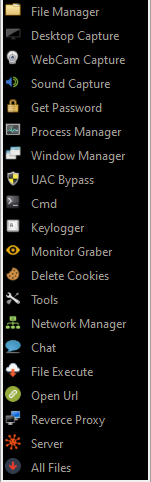 File Manager
Desktop Capture
WebCam Capture
Sound Capture
Get Password
Process Manager
Window Manager
UAC Bypass
Cmd
Keylogger
Monitor Graber
Delete Cookies
Tools
Network Manager
Chat
File Execute
Open Url
Reverce Proxy
Server
All Files